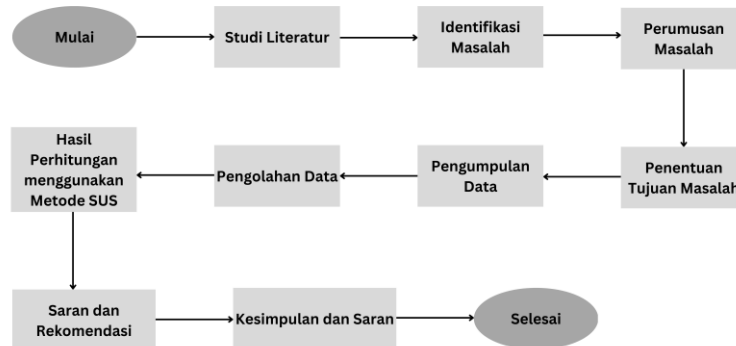 Mulai
Studi Literatur
Identifikasi
Masalah
Perumusan
Masalah
Hasil
Perhitungan
menggunakan
Metode SUS
Pengolahan Data
Pengumpulan
Data
Penentuan
Tujuan Masalah
Saran dan
Rekomendasi
Kesimpulan dan Saran
Selesai